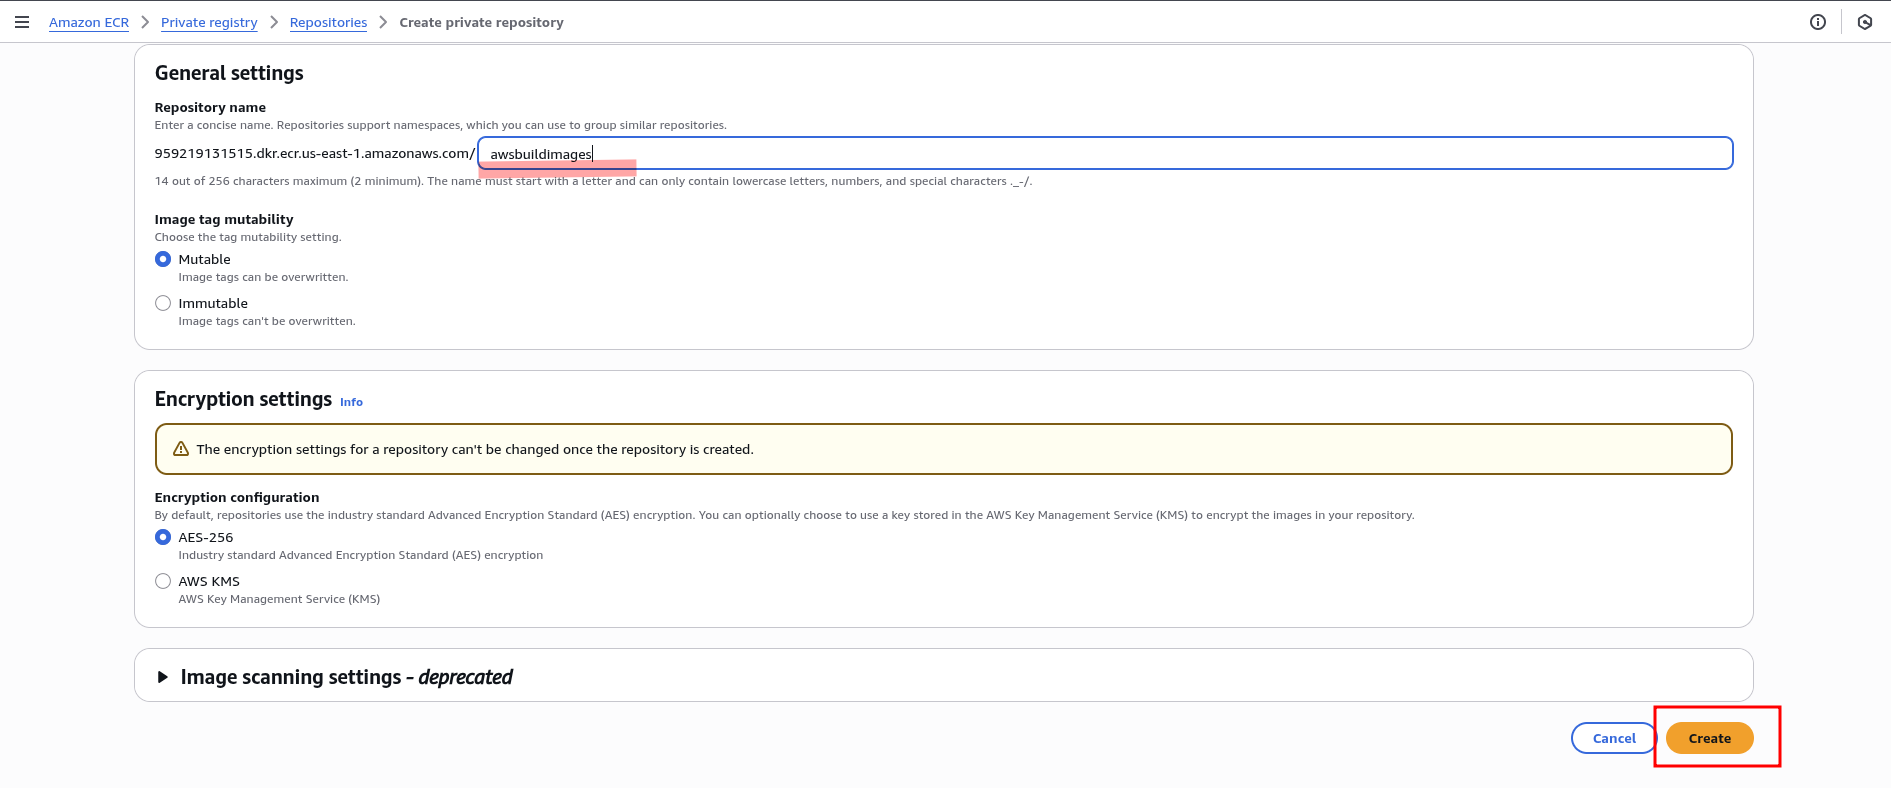 Amazon ECR > Private registry > Repositories > Create private repository
General settings
Repository name
Enter a concise name. Repositories support namespaces, which you can use to group similar repositories.
959219131515.dkr.ecr.us-east-1.amazonaws.com/ awsbuildimages
14 out of 256 characters maximum (2 minimum). The name must start with a letter and can only contain lowercase letters, numbers, and special characters ._-/.
Image tag mutability
Choose the tag mutability setting.
Mutable
Image tags can be overwritten.
Immutable
Image tags can't be overwritten.
Encryption settings Info
The encryption settings for a repository can't be changed once the repository is created.
Encryption configuration
By default, repositories use the industry standard Advanced Encryption Standard (AES) encryption. You can optionally choose to use a key stored in the AWS Key Management Service (KMS) to encrypt the images in your repository.
AES-256
Industry standard Advanced Encryption Standard (AES) encryption
AWS KMS
AWS Key Management Service (KMS)
Image scanning settings - deprecated
Cancel Create